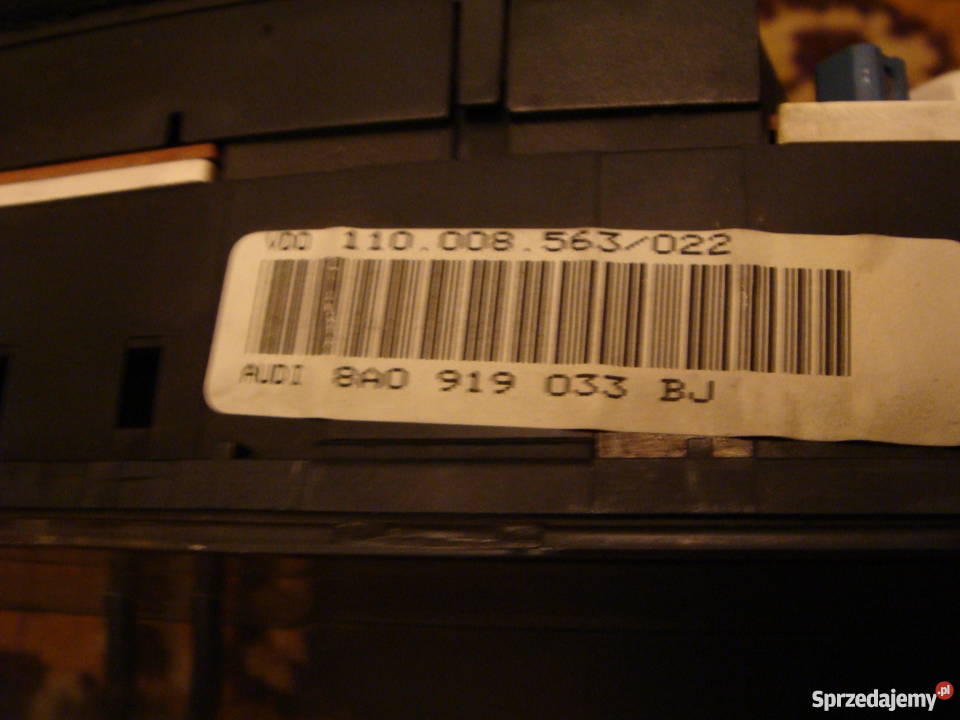 VDO 110.008.563/022
AUDI 8A0 919 033 BJ
Sprzedajemy.pl